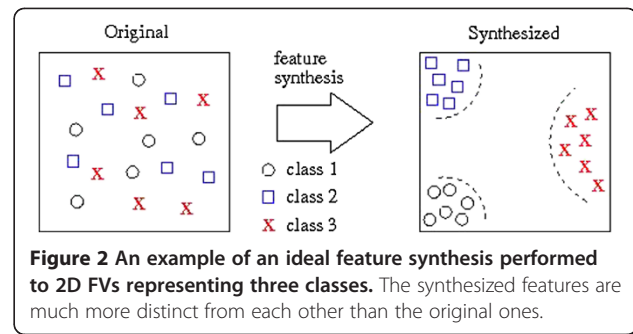 Original
Synthesized
feature
synthesis
class 1
class 2
X class 3
Figure 2 An example of an ideal feature synthesis performed
to 2D FVs representing three classes. The synthesized features are
much more distinct from each other than the original ones.